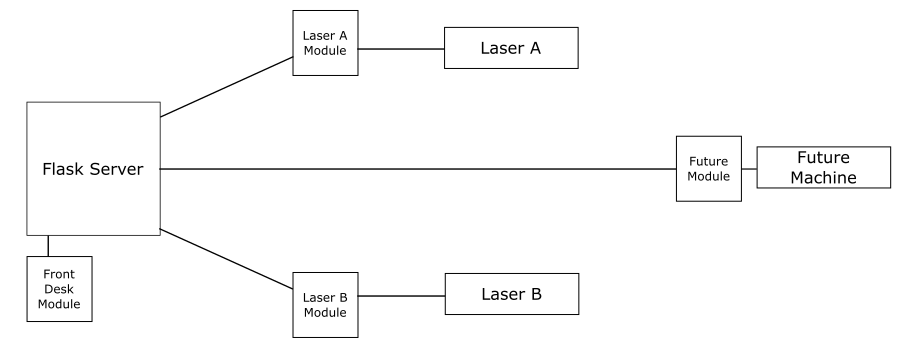 Laser A
Module
Laser A
Flask Server
Future
Module
Future
Machine
Front
Desk
Module
Laser B
Module
Laser B